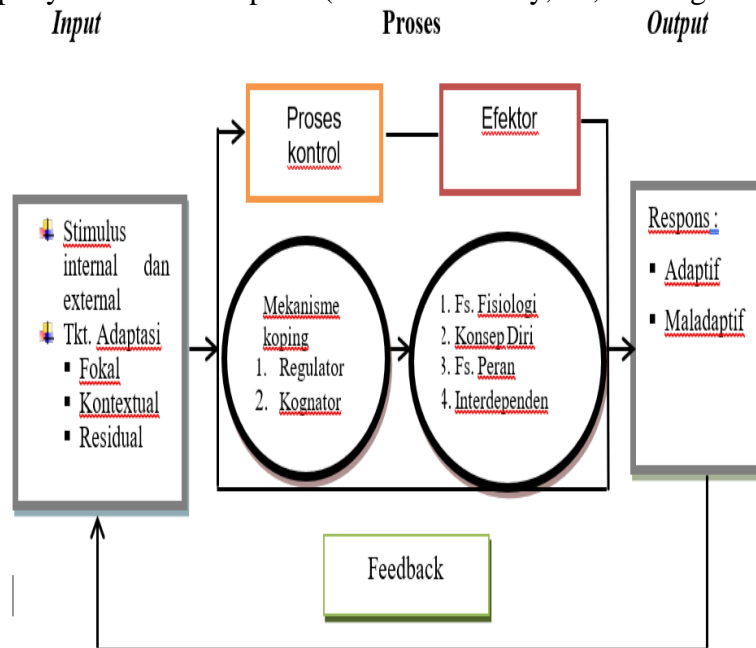 Input Proses Output
Proses
kontrol
Efektor
Stimulus
internal dan
external
Tkt. Adaptasi
Fokal
Kontextual
Residual
Mekanisme
koping
1. Regulator
2. Kognator
1. Fs. Fisiologi
2. Konsep Diri
3. Fs. Peran
4. Interdependen
Respons :
Adaptif
Maladaptif
Feedback